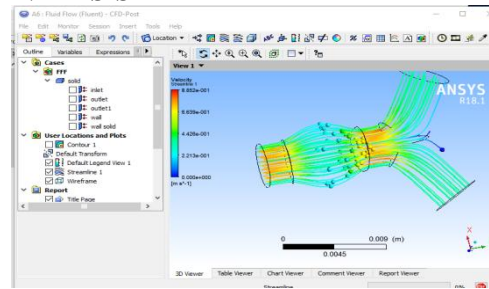 A6 : Fluid Flow (Fluent) - CFD-Post
File Edit Monitor Session Insert Tools Help
Location
Outline Variables Expressions
Cases
FFF
solid
inlet
outlet
outlet1
wall
wall solid
User Locations and Plots
Contour 1
Default Transform
Default Legend View 1
Streamline 1
Wireframe
Report
Title Page
View 1
Velocity
Streamline 1
8.852e-001
6.639e-001
4.426e-001
2.213e-001
0.000e+000
[m s^-1]
ANSYS
R18.1
0 0.009 (m)
0.0045
X
3D Viewer Table Viewer Chart Viewer Comment Viewer Report Viewer
Streamline 0%